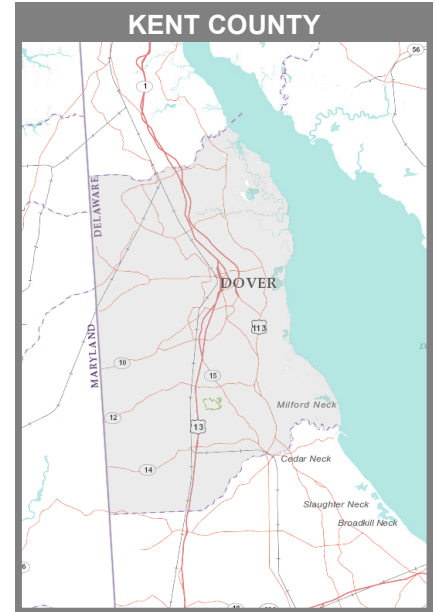 KENT COUNTY
56
1
DELAWARE
DOVER
113
MARYLAND
10
15
Milford Neck
12
13
Cedar Neck
14
Slaughter Neck
Broadkill Neck